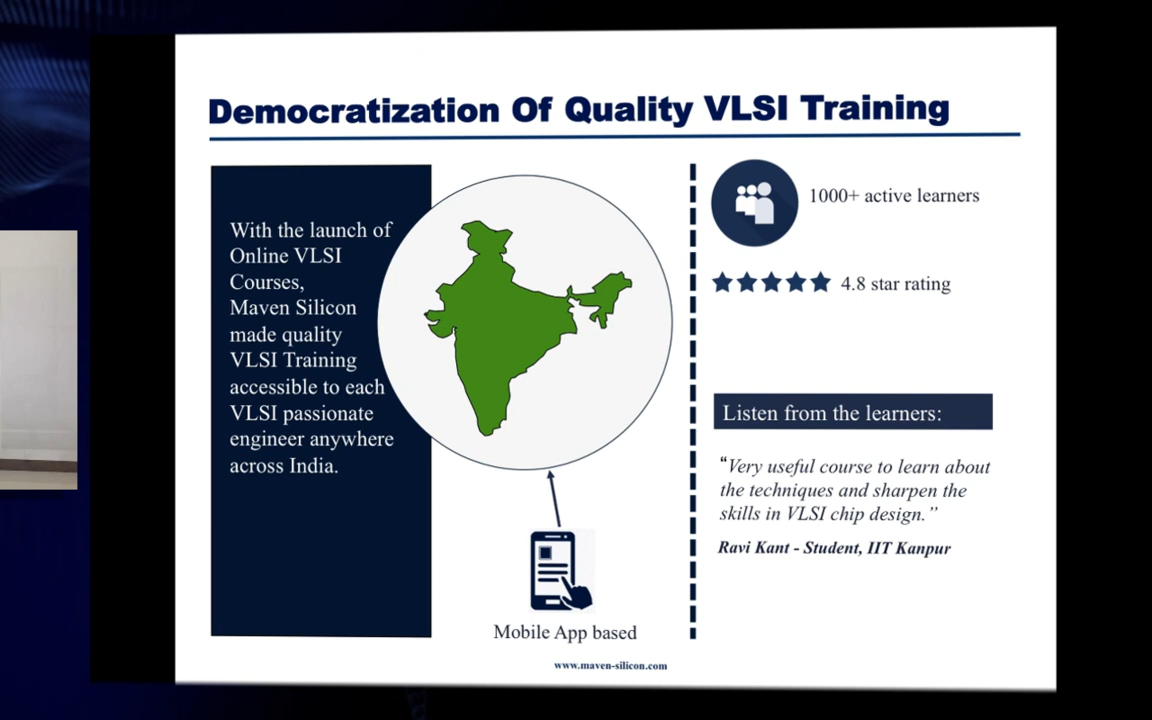 Democratization Of Quality VLSI Training
With the launch of
Online VLSI
Courses,
Maven Silicon
made quality
VLSI Training
accessible to each
VLSI passionate
engineer anywhere
across India.
Mobile App based
1000+ active learners
4.8 star rating
Listen from the learners:
“Very useful course to learn about
the techniques and sharpen the
skills in VLSI chip design.”
Ravi Kant - Student, IIT Kanpur
www.maven-silicon.com